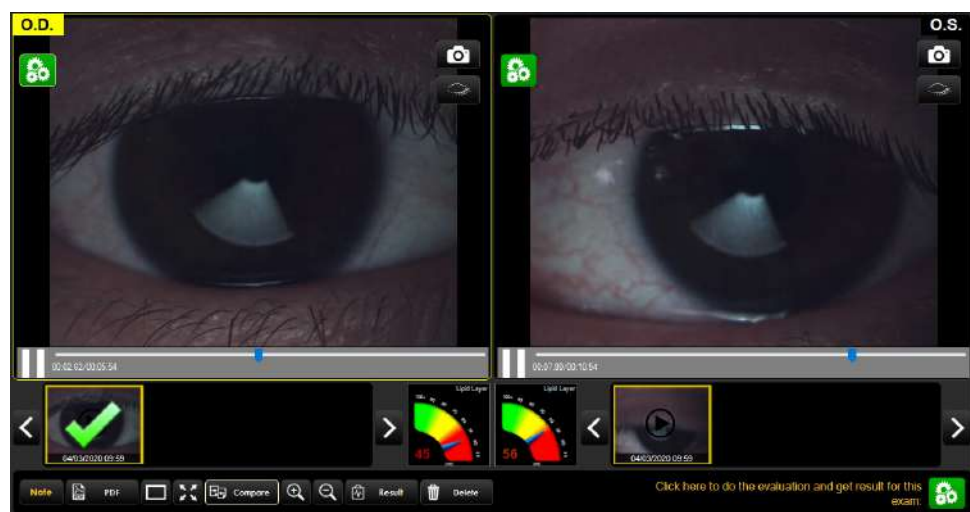 O.D.
O.S.
00:02.62/00:05.54
00:07.80/00:10.54
Lipid Layer
45
Lipid Layer
56
04/03/2020 09:59
04/03/2020 09:59
Note
PDF
Compare
Result
Delete
Click here to do the evaluation and get result for this
exam: